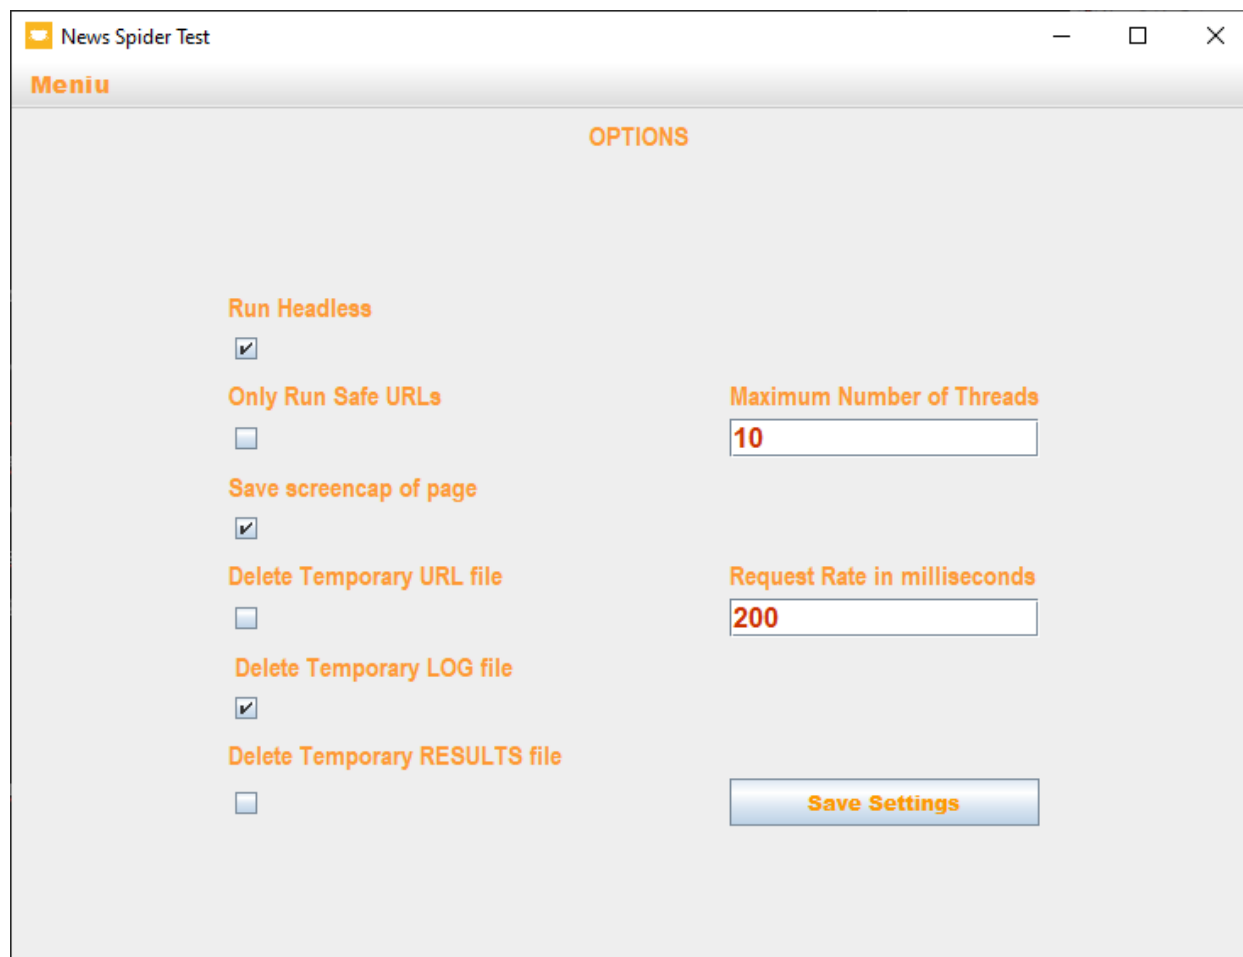 News Spider Test
Meniu
OPTIONS
Run Headless
Only Run Safe URLs
Maximum Number of Threads
10
Save screencap of page
Delete Temporary URL file
Request Rate in milliseconds
200
Delete Temporary LOG file
Delete Temporary RESULTS file
Save Settings